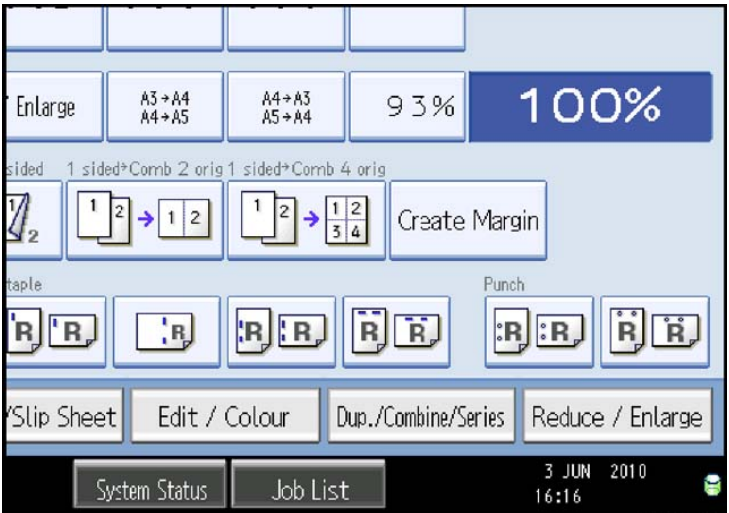 Enlarge
A3→A4
A4→A5
A4→A3
A5→A4
93%
100%
sided
1 sided→Comb 2 orig
1 sided→Comb 4 orig
1
2
1 2
→
1 2
1 2
3 4
Create Margin
taple
Punch
R R
R
R R
R R
R R
R R
/Slip Sheet
Edit / Colour
Dup./Combine/Series
Reduce / Enlarge
System Status
Job List
3 JUN 2010
16:16